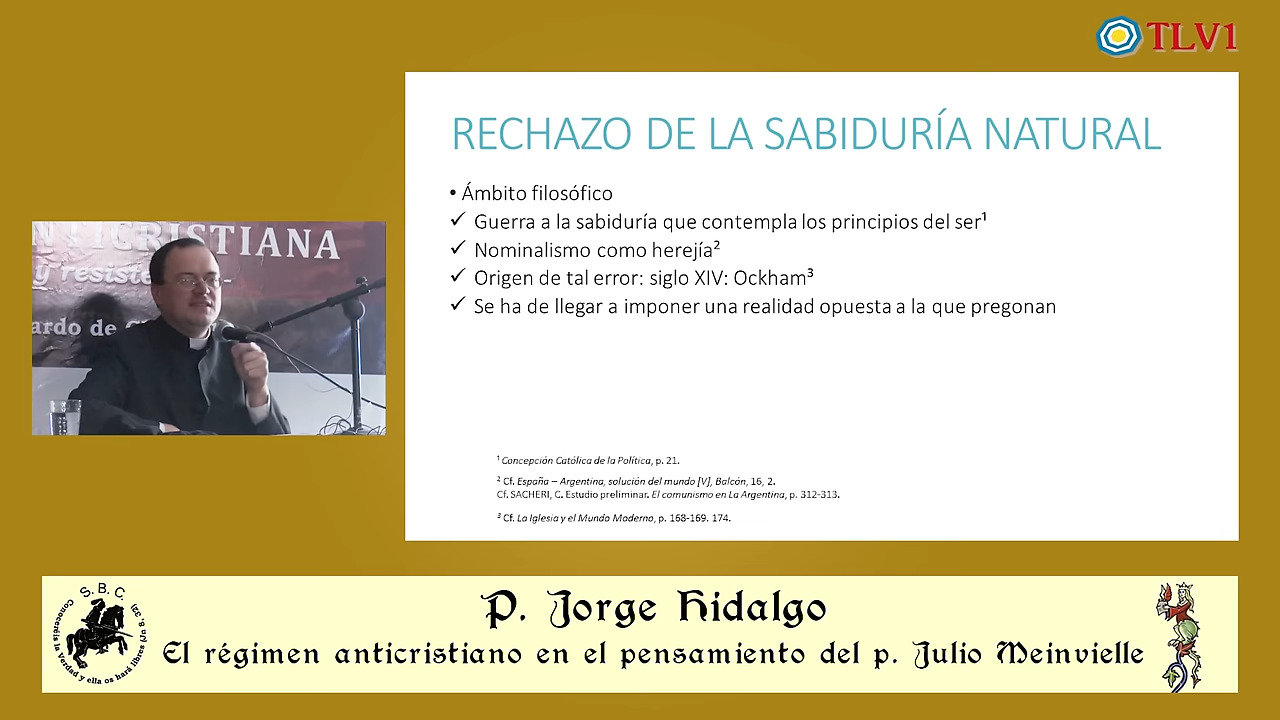 TLV1
RECHAZO DE LA SABIDURÍA NATURAL
• Ámbito filosófico
✓ Guerra a la sabiduría que contempla los principios del ser¹
✓ Nominalismo como herejía²
✓ Origen de tal error: siglo XIV: Ockham³
✓ Se ha de llegar a imponer una realidad opuesta a la que pregonan
¹ Concepción Católica de la Política, p. 21.
² Cf. España – Argentina, solución del mundo [V], Balcón, 16, 2.
Cf. SACHERI, C. Estudio preliminar. El comunismo en La Argentina, p. 312-313.
³ Cf. La Iglesia y el Mundo Moderno, p. 168-169. 174.
NTICRISTIANA
y resiste
ardo de
S. B. C.
Conoceréis la Verdad y ella os hará libres (Jn 8, 32)
P. Jorge Hidalgo
El régimen anticristiano en el pensamiento del p. Julio Meinvielle